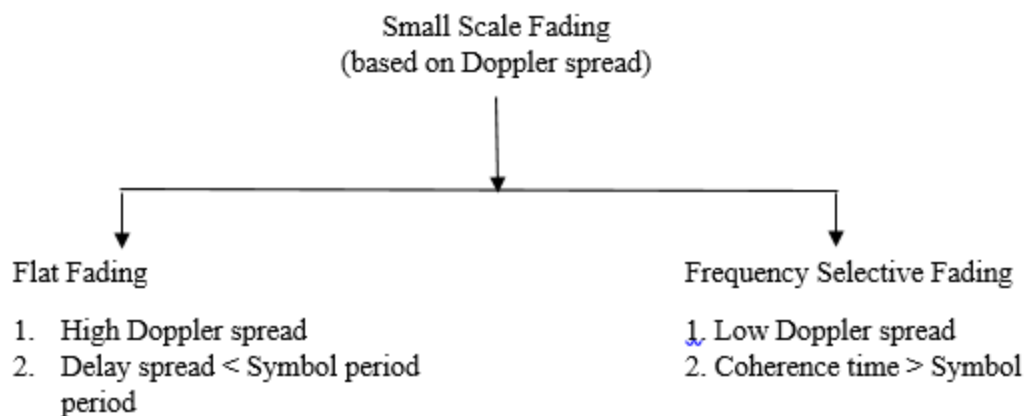 Small Scale Fading
(based on Doppler spread)
Flat Fading
1. High Doppler spread
2. Delay spread < Symbol period
period
Frequency Selective Fading
1. Low Doppler spread
2. Coherence time > Symbol